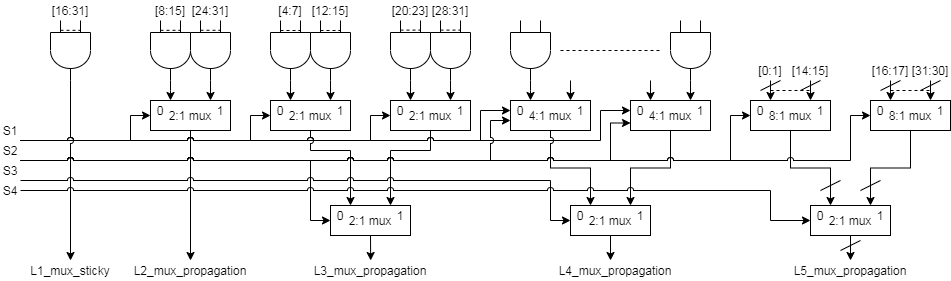 [16:31] [8:15] [24:31] [4:7] [12:15] [20:23] [28:31]
[0:1] [14:15] [16:17] [31:30]
0 2:1 mux 1 0 2:1 mux 1 0 2:1 mux 1 0 4:1 mux 1 0 4:1 mux 1 0 8:1 mux 1 0 8:1 mux 1
S1
S2
S3
S4
0 2:1 mux 1 0 2:1 mux 1 0 2:1 mux 1
L1_mux_sticky L2_mux_propagation L3_mux_propagation L4_mux_propagation L5_mux_propagation